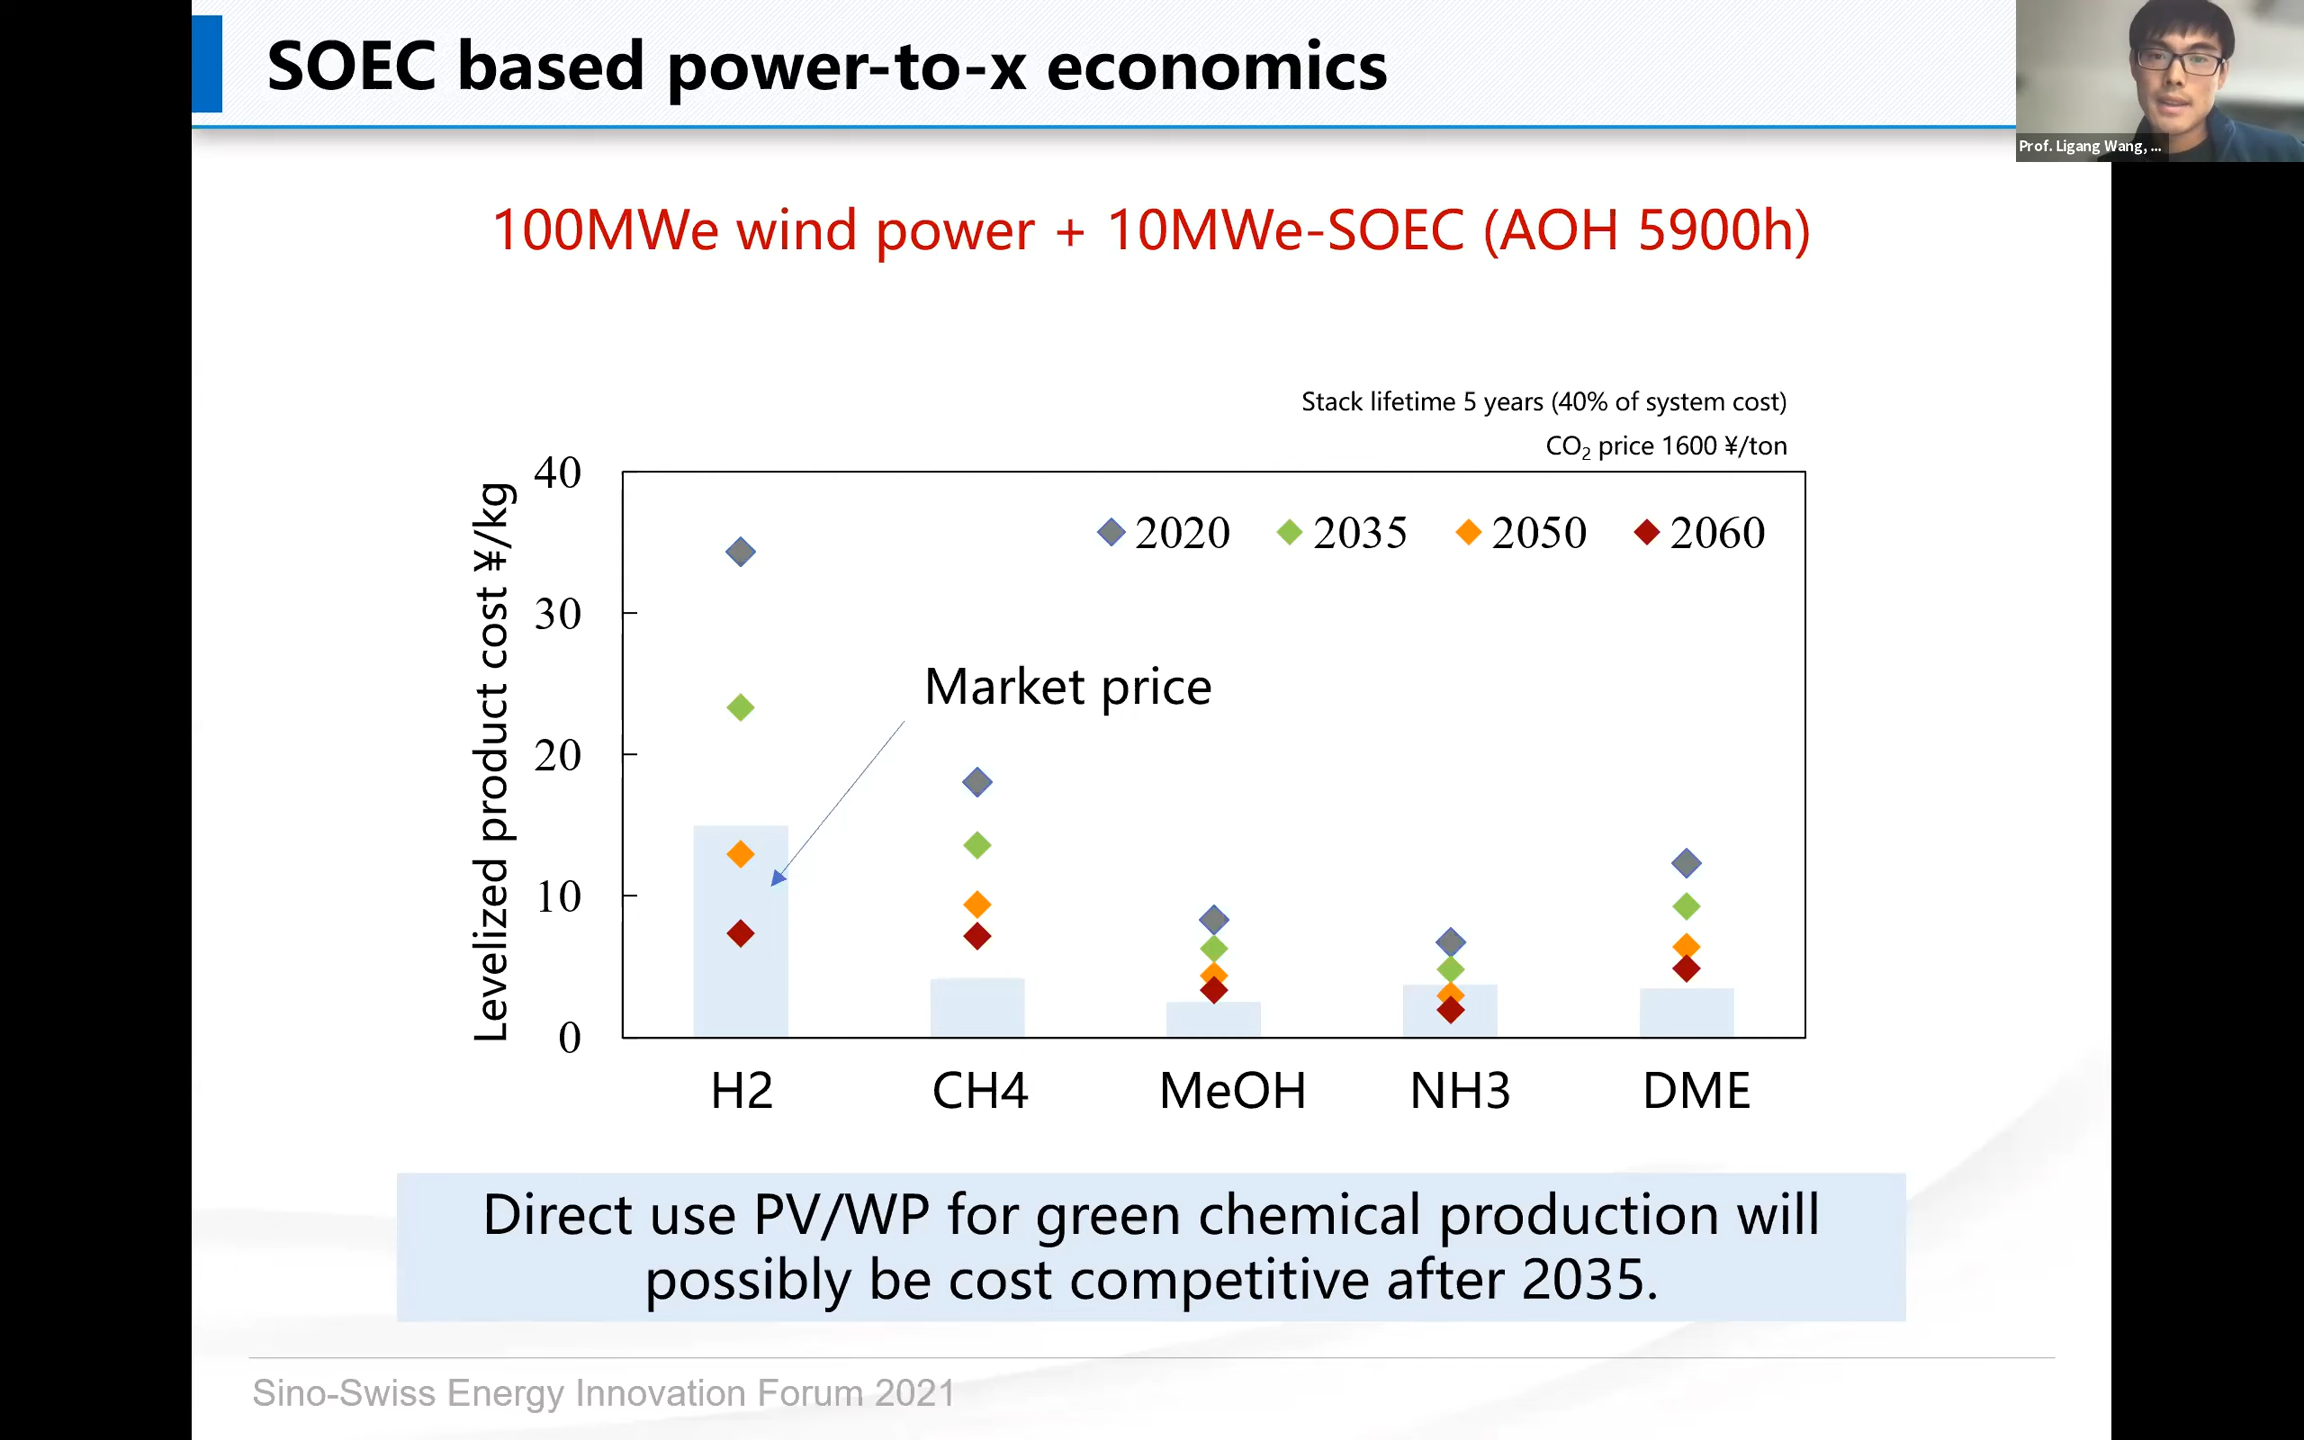 SOEC based power-to-x economics
Prof. Ligang Wang, ...
100MWe wind power + 10MWe-SOEC (AOH 5900h)
Stack lifetime 5 years (40% of system cost)
CO₂ price 1600 ¥/ton
Levelized product cost ¥/kg
40
30
20
10
0
2020 2035 2050 2060
Market price
H2 CH4 MeOH NH3 DME
Direct use PV/WP for green chemical production will
possibly be cost competitive after 2035.
Sino-Swiss Energy Innovation Forum 2021